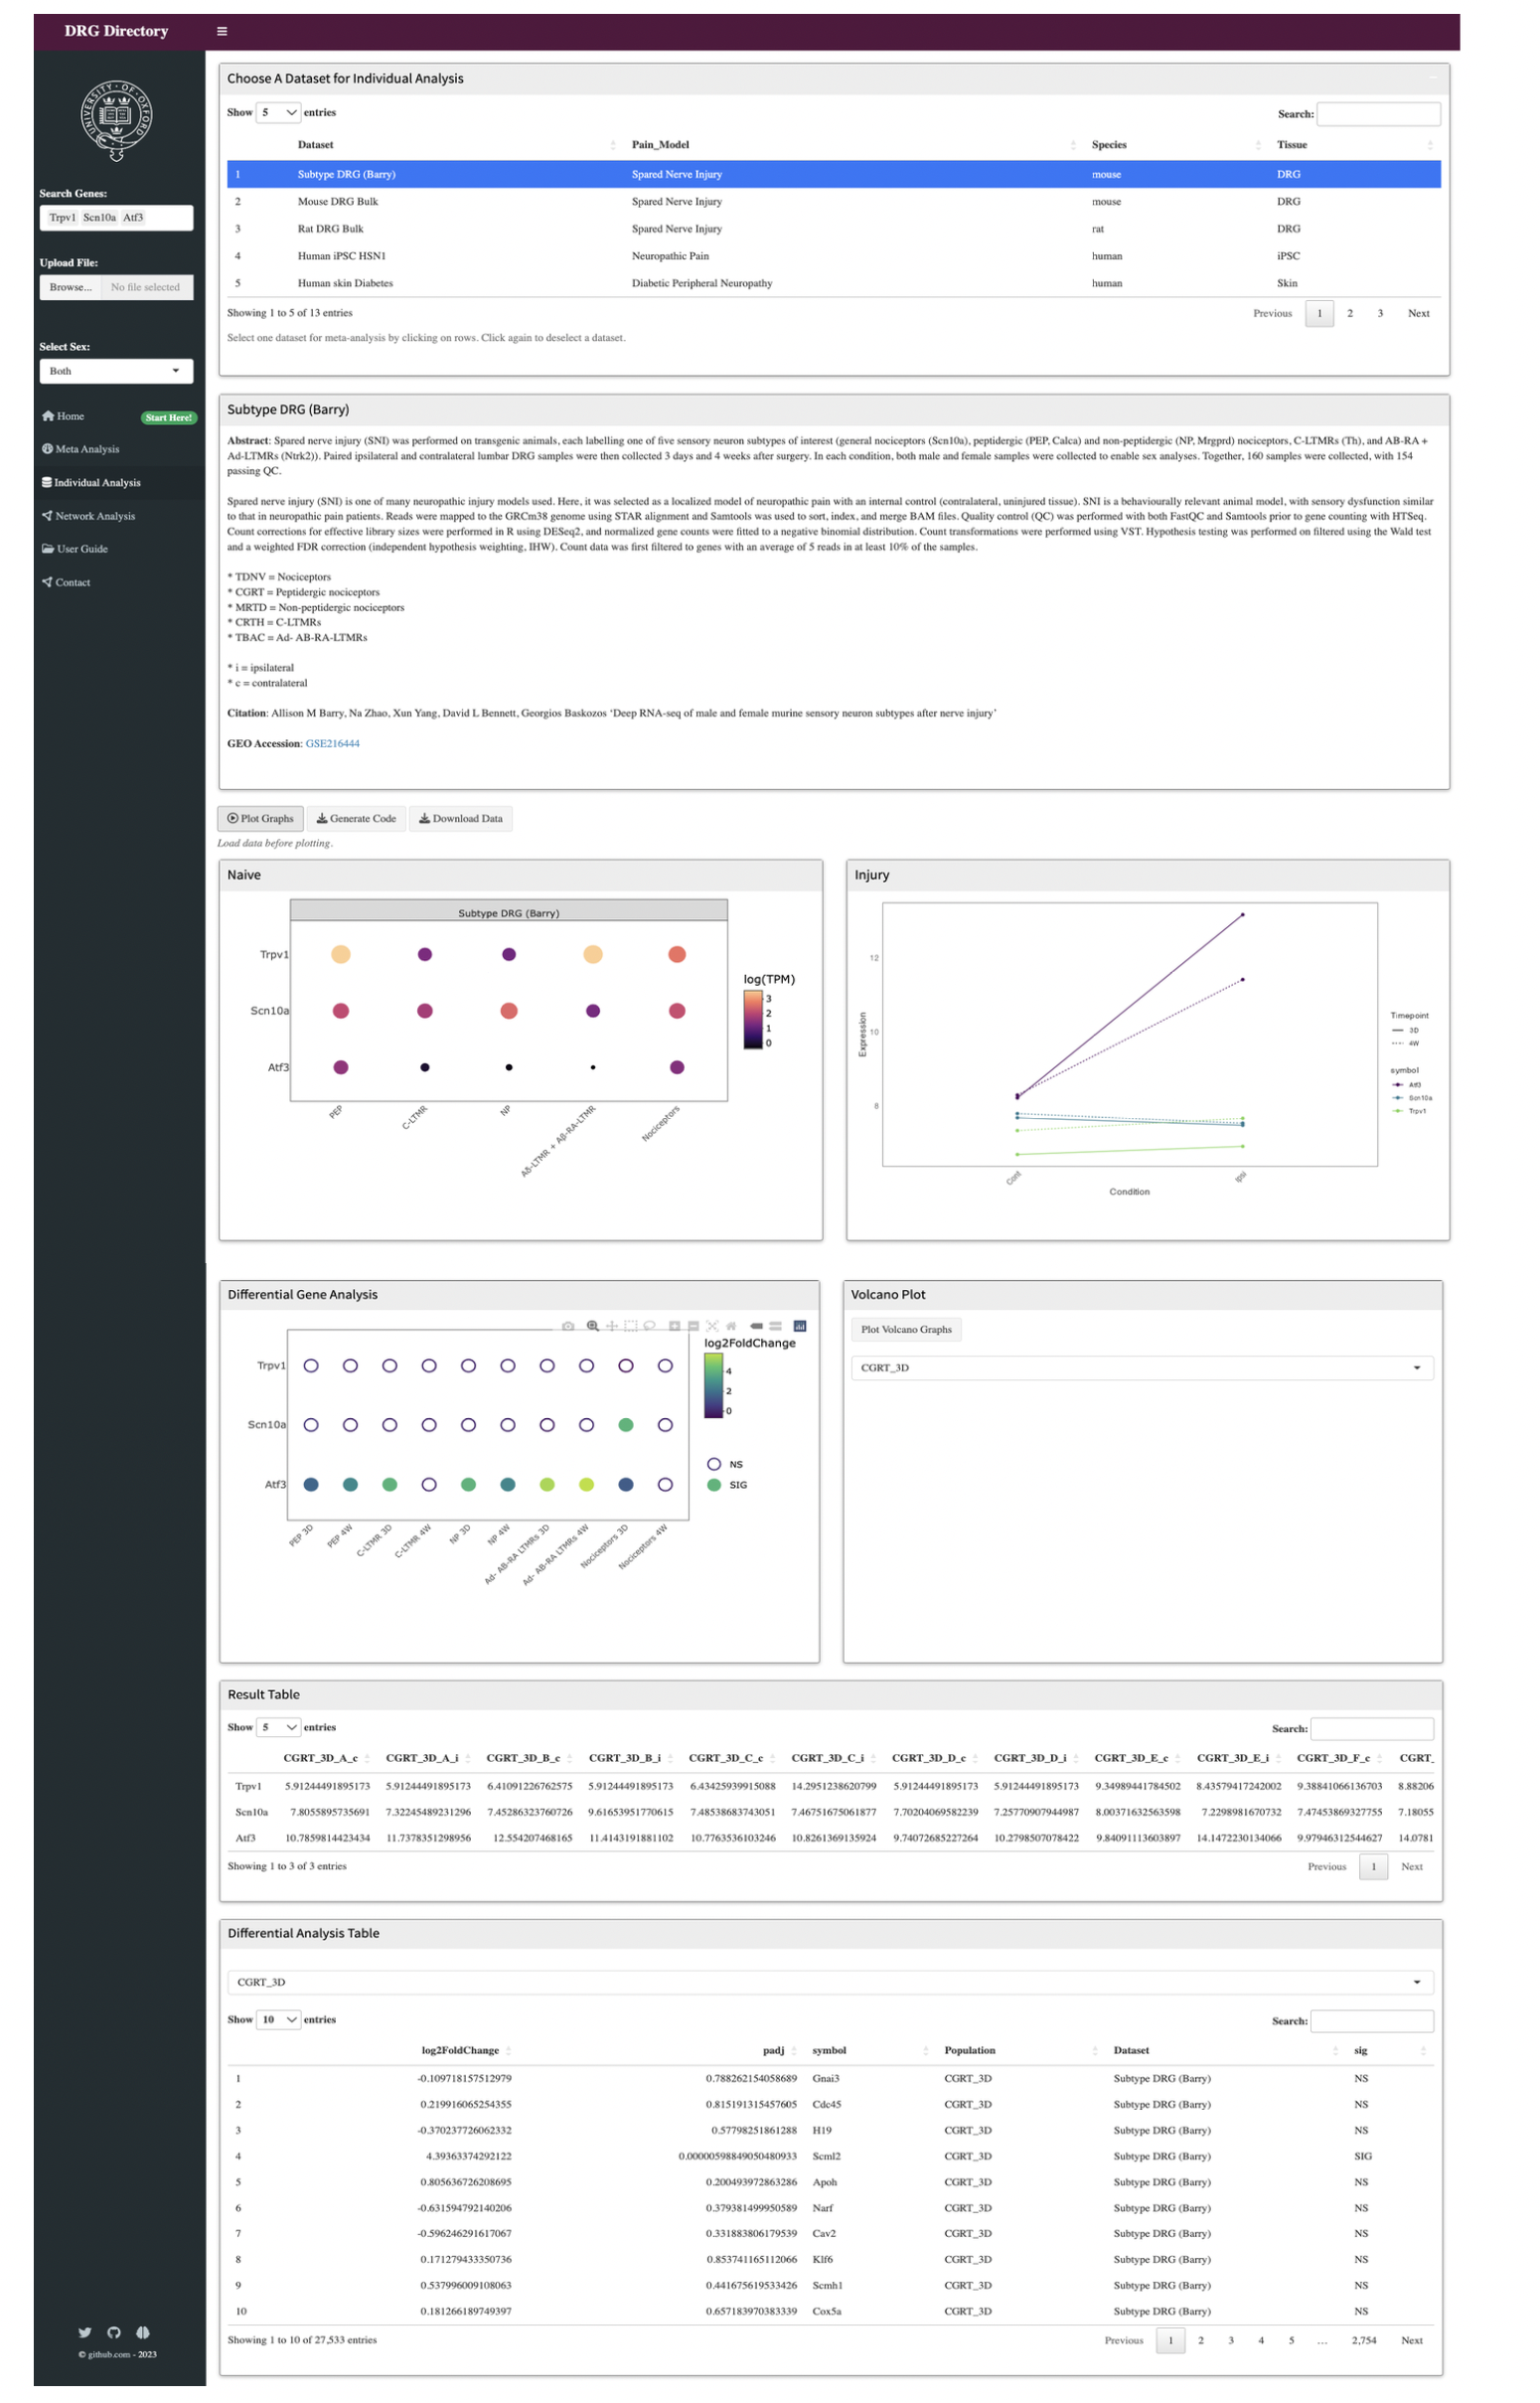 DRG Directory
UNIVERSITY · OF · OXFORD
Search Genes:
Trpv1 Scn10a Atf3
Upload File:
Browse... No file selected
Select Sex:
Both
Home Start Here!
Meta Analysis
Individual Analysis
Network Analysis
User Guide
Contact
© github.com - 2023
Choose A Dataset for Individual Analysis
Show 5 entries Search:
Dataset Pain_Model Species Tissue
1 Subtype DRG (Barry) Spared Nerve Injury mouse DRG
2 Mouse DRG Bulk Spared Nerve Injury mouse DRG
3 Rat DRG Bulk Spared Nerve Injury rat DRG
4 Human iPSC HSN1 Neuropathic Pain human iPSC
5 Human skin Diabetes Diabetic Peripheral Neuropathy human Skin
Showing 1 to 5 of 13 entries Previous 1 2 3 Next
Select one dataset for meta-analysis by clicking on rows. Click again to deselect a dataset.
Subtype DRG (Barry)
Abstract: Spared nerve injury (SNI) was performed on transgenic animals, each labelling one of five sensory neuron subtypes of interest (general nociceptors (Scn10a), peptidergic (PEP, Calca) and non-peptidergic (NP, Mrgprd) nociceptors, C-LTMRs (Th), and AB-RA +
Ad-LTMRs (Ntrk2)). Paired ipsilateral and contralateral lumbar DRG samples were then collected 3 days and 4 weeks after surgery. In each condition, both male and female samples were collected to enable sex analyses. Together, 160 samples were collected, with 154
passing QC.
Spared nerve injury (SNI) is one of many neuropathic injury models used. Here, it was selected as a localized model of neuropathic pain with an internal control (contralateral, uninjured tissue). SNI is a behaviourally relevant animal model, with sensory dysfunction similar
to that in neuropathic pain patients. Reads were mapped to the GRCm38 genome using STAR alignment and Samtools was used to sort, index, and merge BAM files. Quality control (QC) was performed with both FastQC and Samtools prior to gene counting with HTSeq.
Count corrections for effective library sizes were performed in R using DESeq2, and normalized gene counts were fitted to a negative binomial distribution. Count transformations were performed using VST. Hypothesis testing was performed on filtered using the Wald test
and a weighted FDR correction (independent hypothesis weighting, IHW). Count data was first filtered to genes with an average of 5 reads in at least 10% of the samples.
* TDNV = Nociceptors
* CGRT = Peptidergic nociceptors
* MRTD = Non-peptidergic nociceptors
* CRTH = C-LTMRs
* TBAC = Ad- AB-RA-LTMRs
* i = ipsilateral
* c = contralateral
Citation: Allison M Barry, Na Zhao, Xun Yang, David L Bennett, Georgios Baskozos ‘Deep RNA-seq of male and female murine sensory neuron subtypes after nerve injury’
GEO Accession: GSE216444
Plot Graphs Generate Code Download Data
Load data before plotting.
Naive
Subtype DRG (Barry)
Trpv1
Scn10a
Atf3
PEP C-LTMR NP Aδ-LTMR + Aβ-RA-LTMR Nociceptors
log(TPM)
3
2
1
0
Injury
12
10
8
Expression
Cont Ipsi
Condition
Timepoint
3D
4W
symbol
Atf3
Scn10a
Trpv1
Differential Gene Analysis
Trpv1
Scn10a
Atf3
PEP 3D PEP 4W C-LTMR 3D C-LTMR 4W NP 3D NP 4W Ad- AB-RA LTMRs 3D Ad- AB-RA LTMRs 4W Nociceptors 3D Nociceptors 4W
log2FoldChange
4
2
0
NS
SIG
Volcano Plot
Plot Volcano Graphs
CGRT_3D
Result Table
Show 5 entries Search:
CGRT_3D_A_c CGRT_3D_A_i CGRT_3D_B_c CGRT_3D_B_i CGRT_3D_C_c CGRT_3D_C_i CGRT_3D_D_c CGRT_3D_D_i CGRT_3D_E_c CGRT_3D_E_i CGRT_3D_F_c CGRT_
Trpv1 5.91244491895173 5.91244491895173 6.41091226762575 5.91244491895173 6.43425939915088 14.2951238620799 5.91244491895173 5.91244491895173 9.34989441784502 8.43579417242002 9.38841066136703 8.88206
Scn10a 7.8055895735691 7.32245489231296 7.45286323760726 9.61653951770615 7.48538683743051 7.46751675061877 7.70204069582239 7.25770907944987 8.00371632563598 7.2298981670732 7.47453869327755 7.18055
Atf3 10.7859814423434 11.7378351298956 12.554207468165 11.4143191881102 10.7763536103246 10.8261369135924 9.74072685227264 10.2798507078422 9.84091113603897 14.1472230134066 9.97946312544627 14.0781
Showing 1 to 3 of 3 entries Previous 1 Next
Differential Analysis Table
CGRT_3D
Show 10 entries Search:
log2FoldChange padj symbol Population Dataset sig
1 -0.109718157512979 0.788262154058689 Gnai3 CGRT_3D Subtype DRG (Barry) NS
2 0.219916065254355 0.815191315457605 Cdc45 CGRT_3D Subtype DRG (Barry) NS
3 -0.370237726062332 0.57798251861288 H19 CGRT_3D Subtype DRG (Barry) NS
4 4.39363374292122 0.00000598849050480933 Scml2 CGRT_3D Subtype DRG (Barry) SIG
5 0.805636726208695 0.200493972863286 Apoh CGRT_3D Subtype DRG (Barry) NS
6 -0.631594792140206 0.379381499950589 Narf CGRT_3D Subtype DRG (Barry) NS
7 -0.596246291617067 0.331883806179539 Cav2 CGRT_3D Subtype DRG (Barry) NS
8 0.171279433350736 0.853741165112066 Klf6 CGRT_3D Subtype DRG (Barry) NS
9 0.537996009108063 0.441675619533426 Scmh1 CGRT_3D Subtype DRG (Barry) NS
10 0.181266189749397 0.657183970383339 Cox5a CGRT_3D Subtype DRG (Barry) NS
Showing 1 to 10 of 27,533 entries Previous 1 2 3 4 5 … 2,754 Next